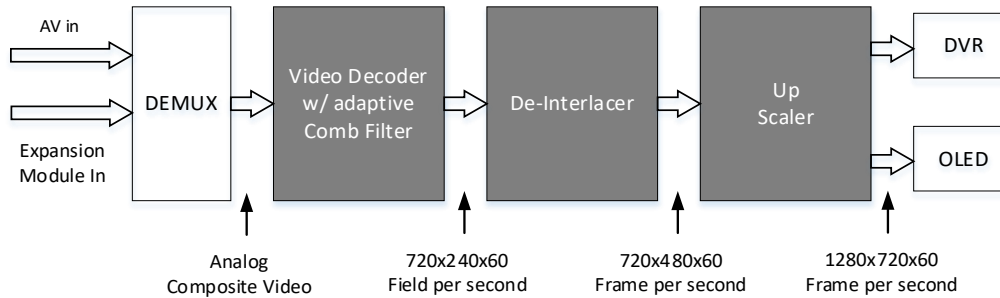 AV in
Expansion
Module In
DEMUX
Video Decoder
w/ adaptive
Comb Filter
De-Interlacer
Up
Scaler
DVR
OLED
Analog
Composite Video
720x240x60
Field per second
720x480x60
Frame per second
1280x720x60
Frame per second